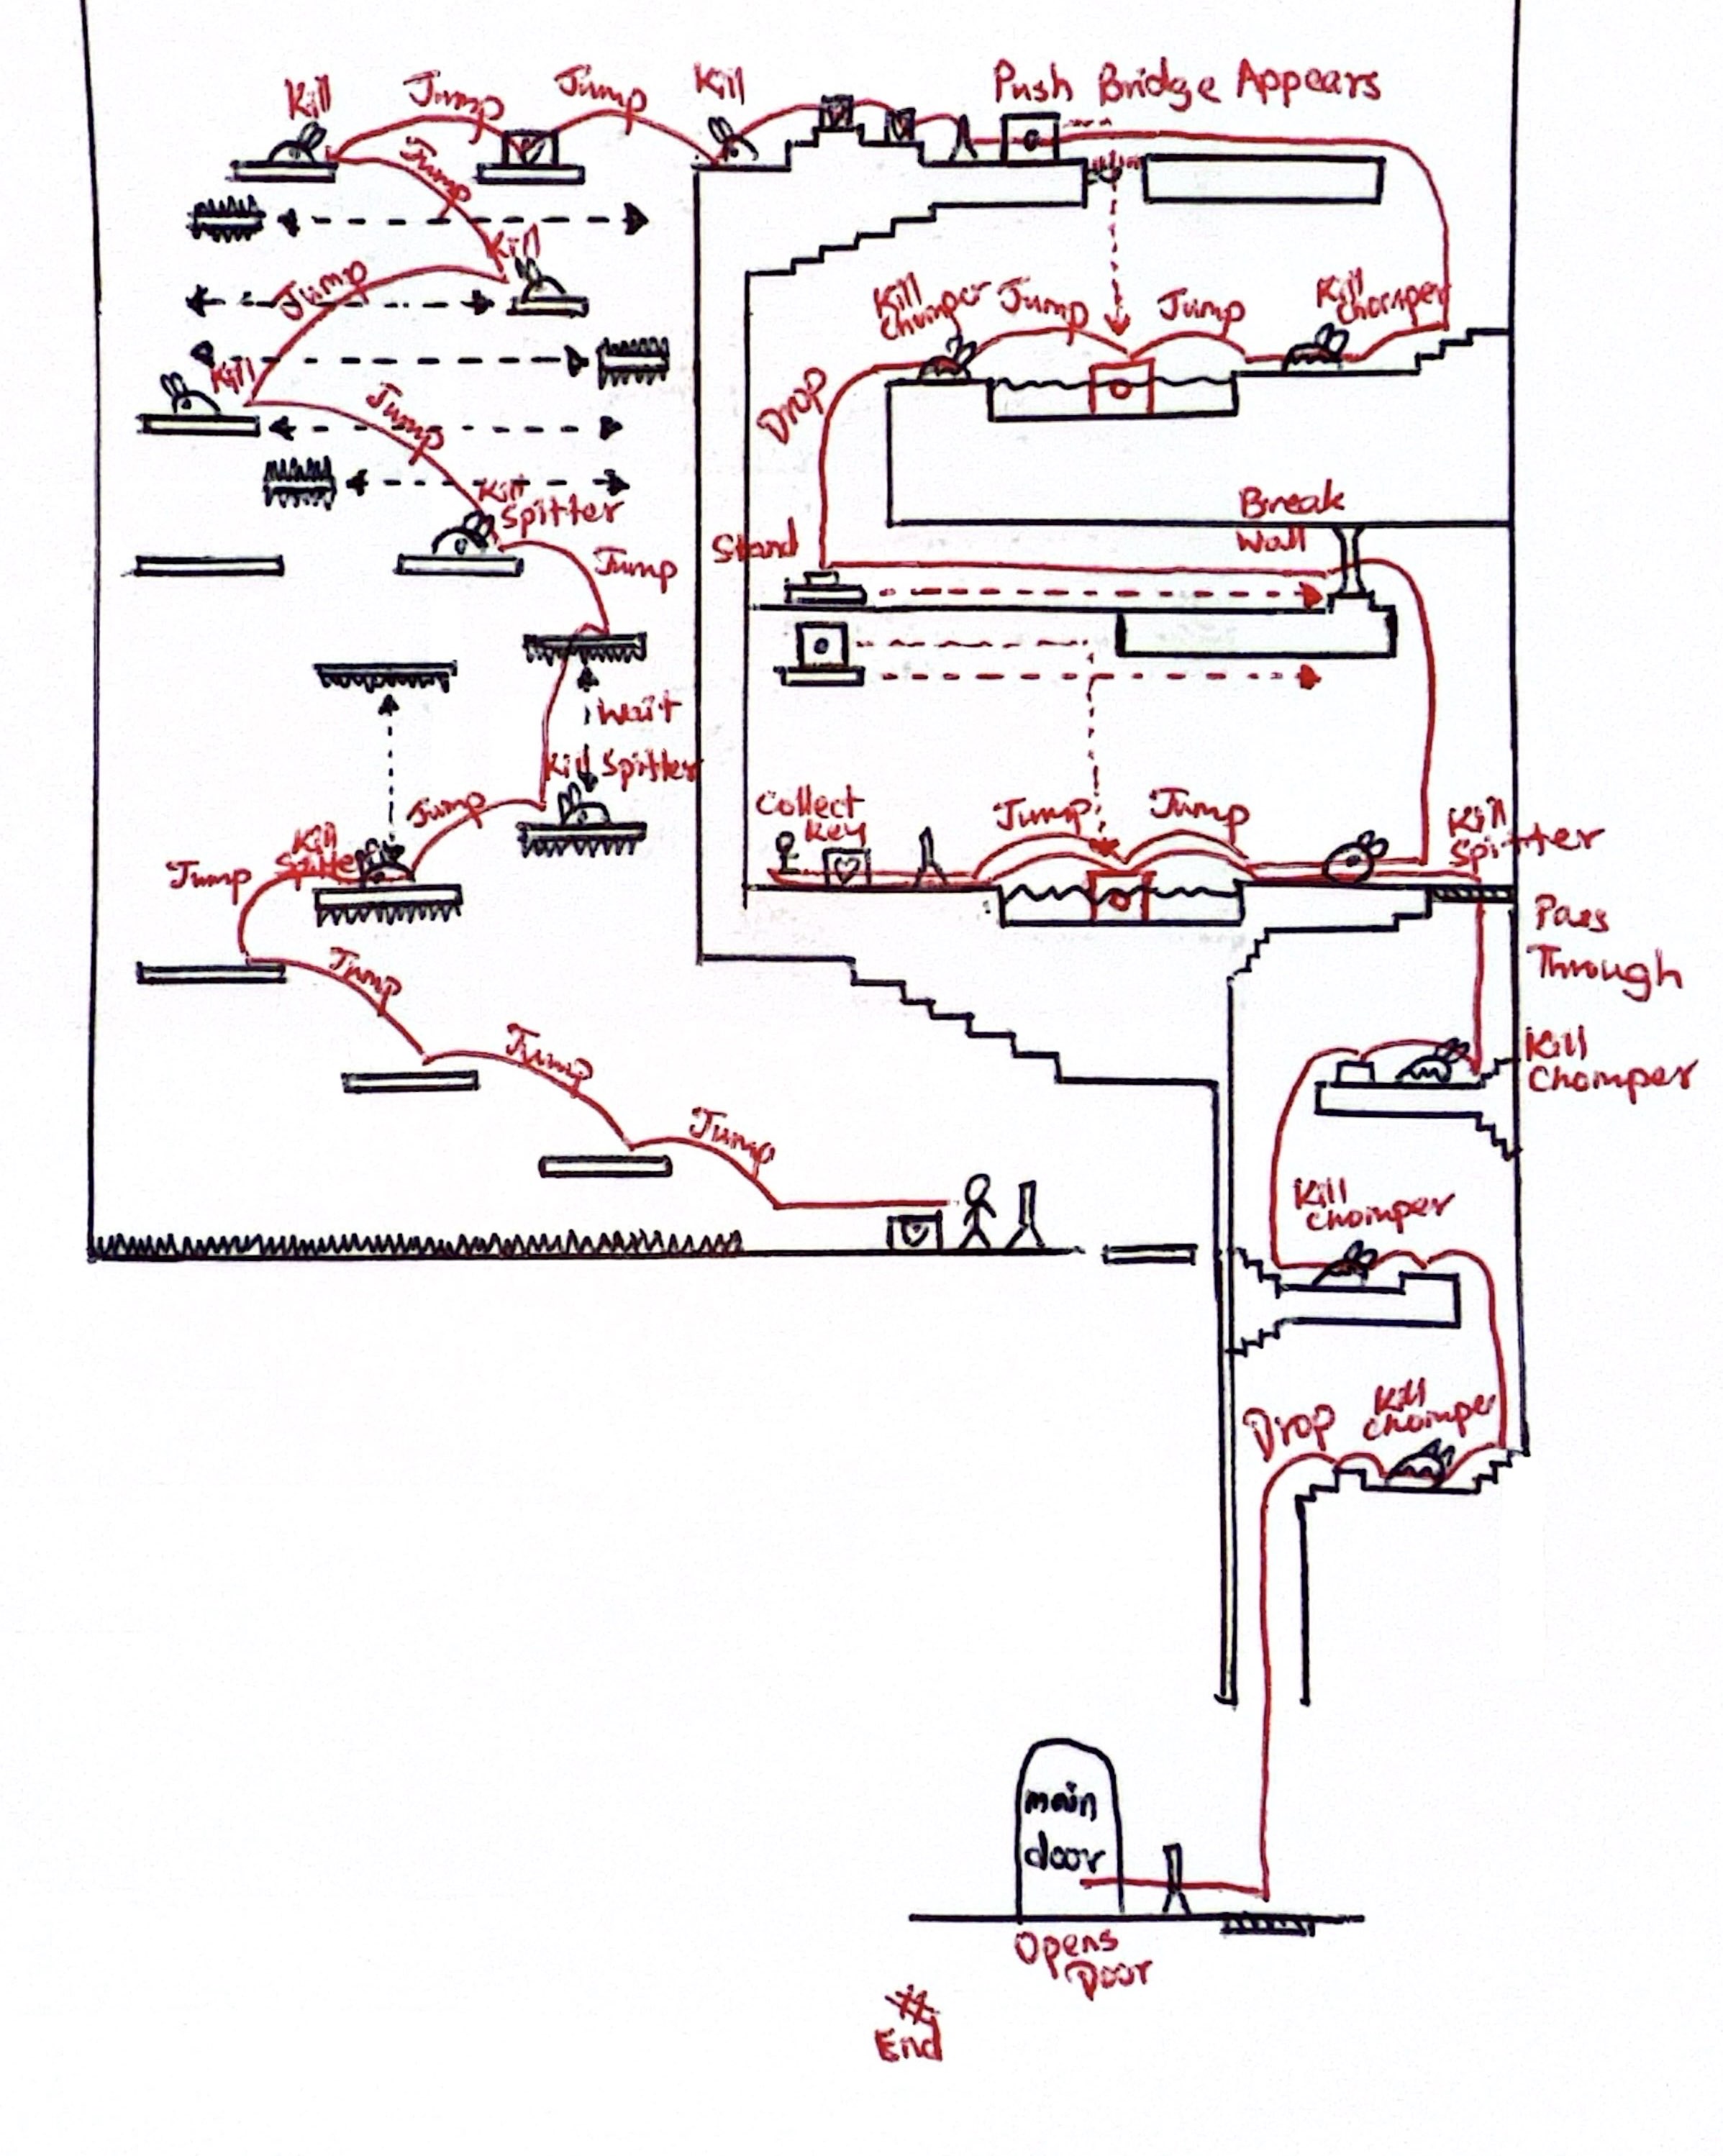 Kill
Jump
Jump
Kill
Push Bridge Appears
Jump
Kill
Jump
Kill
Jump
Kill
Spitter
Jump
Wait
Kill Spitter
Jump
Kill
Spitter
Jump
Jump
Jump
Jump
Kill
Chomper
Jump
Jump
Kill
Chomper
Drop
Stand
Break
Wall
Collect
Key
Jump
Jump
Kill
Spitter
Pass
Through
Kill
Chomper
Kill
Chomper
Drop
Kill
Chomper
main
door
Opens
Door
#
End